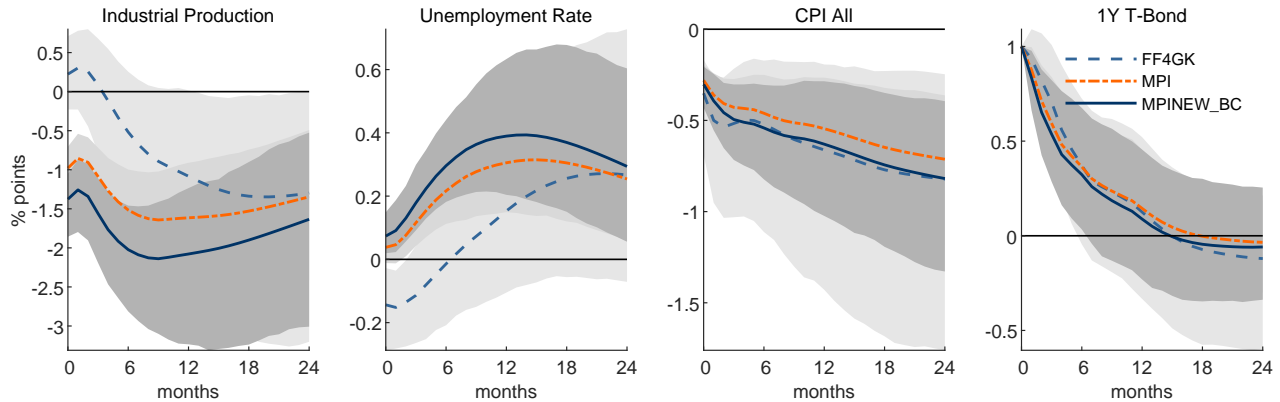 Industrial Production
Unemployment Rate
CPI All
1Y T-Bond
% points
0.5
0
-0.5
-1
-1.5
-2
-2.5
-3
0 6 12 18 24
months
0.6
0.4
0.2
0
-0.2
0 6 12 18 24
months
0
-0.5
-1
-1.5
0 6 12 18 24
months
1
0.5
0
-0.5
0 6 12 18 24
months
FF4GK
MPI
MPINEW_BC